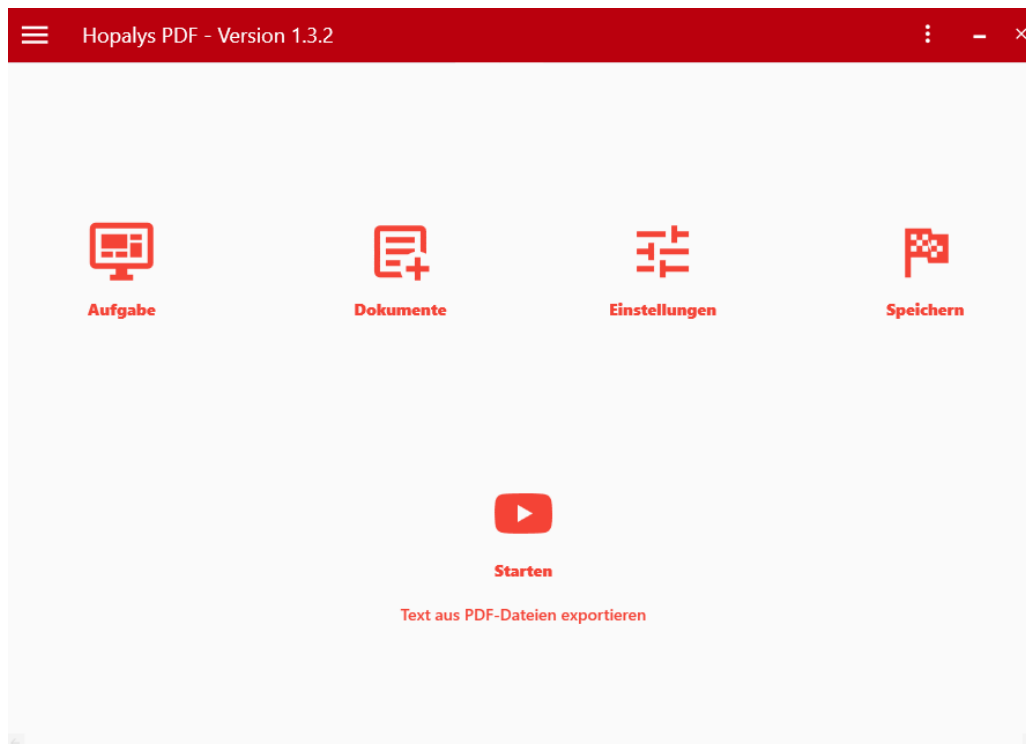 Hopalys PDF - Version 1.3.2
Aufgabe
Dokumente
Einstellungen
Speichern
Starten
Text aus PDF-Dateien exportieren